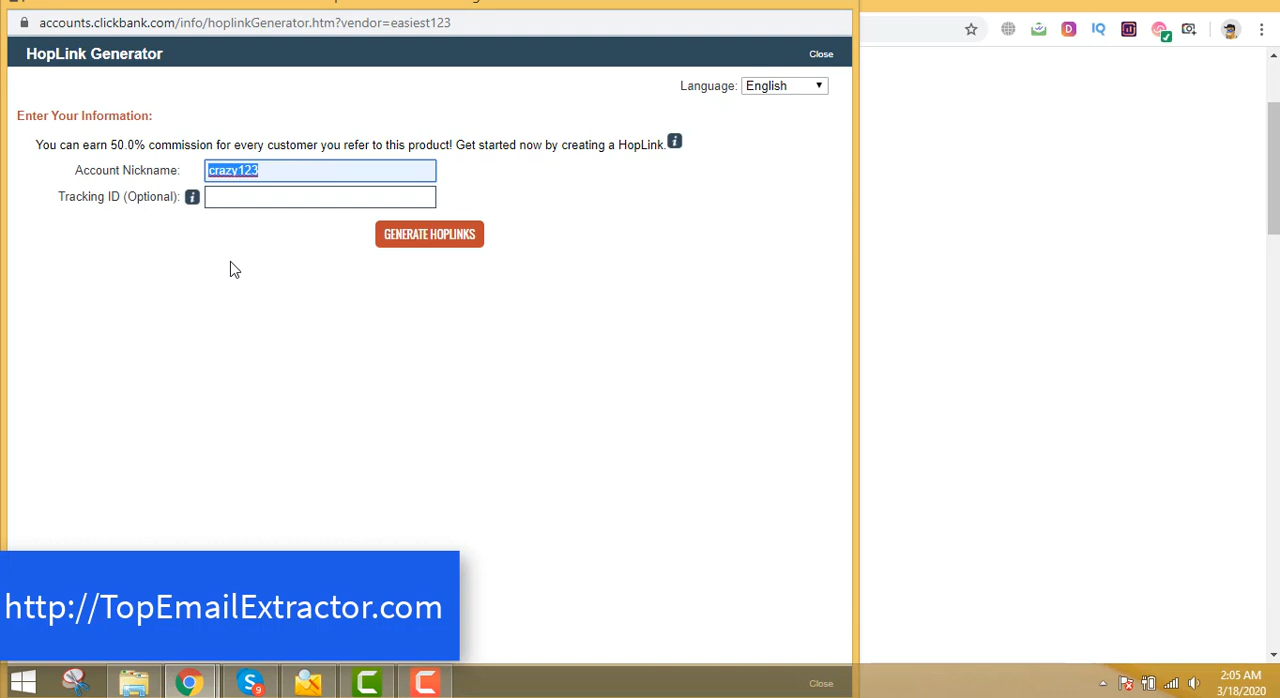 accounts.clickbank.com/info/hoplinkGenerator.htm?vendor=easiest123
HopLink Generator
Close
Language: English
Enter Your Information:
You can earn 50.0% commission for every customer you refer to this product! Get started now by creating a HopLink.
Account Nickname: crazy123
Tracking ID (Optional):
GENERATE HOPLINKS
http://TopEmailExtractor.com
Close
2:05 AM
3/18/2020